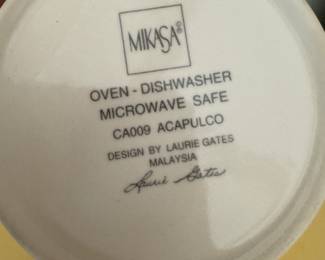 MIKASA®
OVEN - DISHWASHER
MICROWAVE SAFE
CA009 ACAPULCO
DESIGN BY LAURIE GATES
MALAYSIA
Laurie Gates